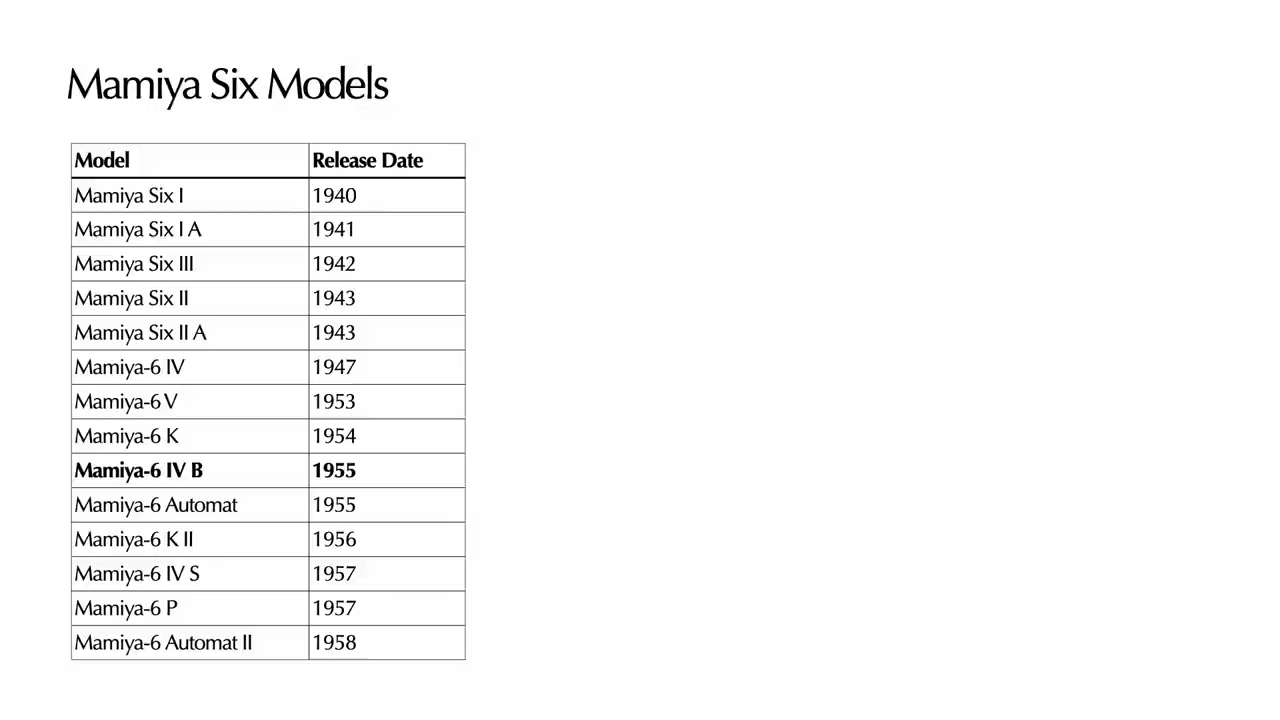 Mamiya Six Models
Model Release Date
Mamiya Six I 1940
Mamiya Six I A 1941
Mamiya Six III 1942
Mamiya Six II 1943
Mamiya Six II A 1943
Mamiya-6 IV 1947
Mamiya-6 V 1953
Mamiya-6 K 1954
Mamiya-6 IV B 1955
Mamiya-6 Automat 1955
Mamiya-6 K II 1956
Mamiya-6 IV S 1957
Mamiya-6 P 1957
Mamiya-6 Automat II 1958